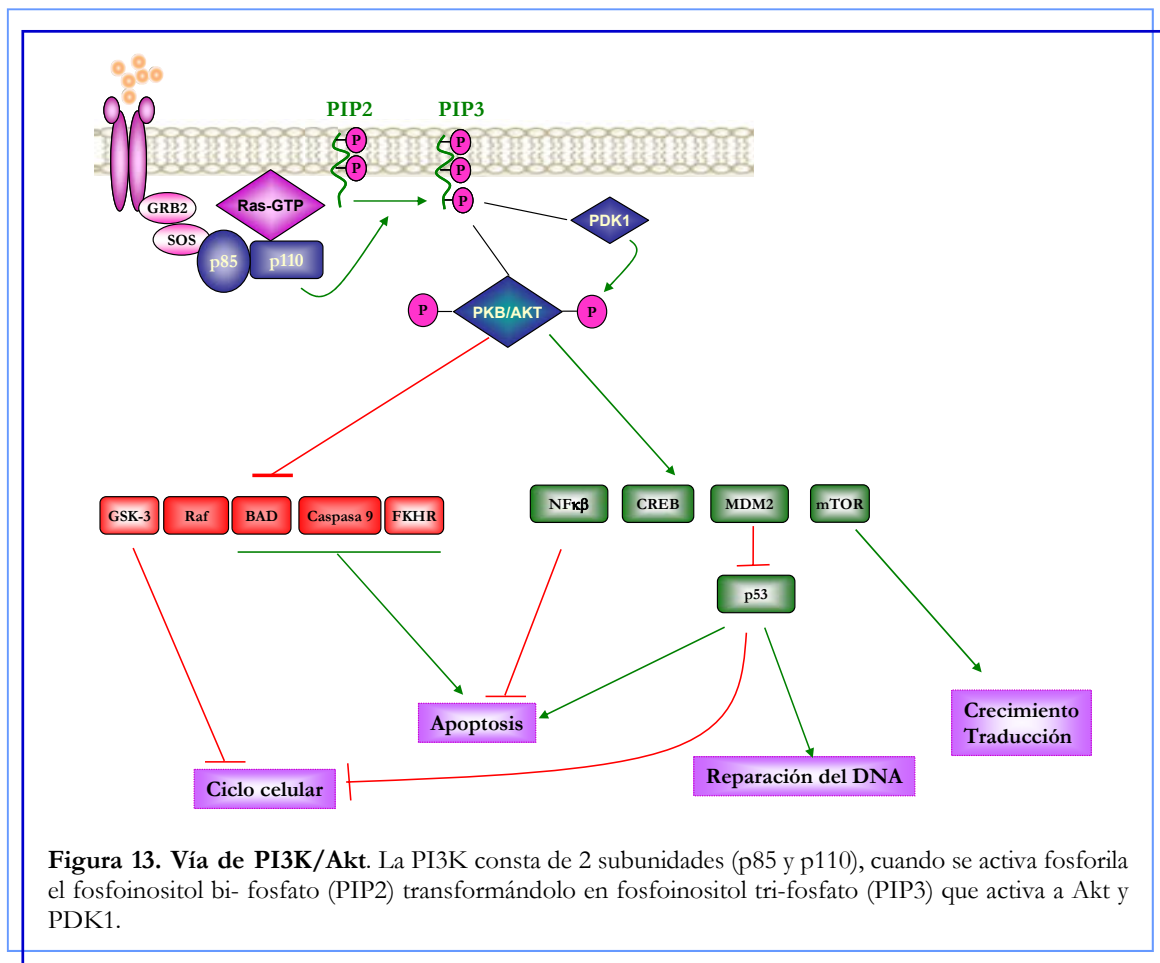 PIP2 PIP3
P P
P P
P
GRB2
Ras-GTP
SOS
PDK1
p85 p110
P PKB/AKT P
GSK-3 Raf BAD Caspasa 9 FKHR NFκβ CREB MDM2 mTOR
p53
Apoptosis
Crecimiento
Traducción
Ciclo celular
Reparación del DNA
Figura 13. Vía de PI3K/Akt. La PI3K consta de 2 subunidades (p85 y p110), cuando se activa fosforila
el fosfoinositol bi- fosfato (PIP2) transformándolo en fosfoinositol tri-fosfato (PIP3) que activa a Akt y
PDK1.